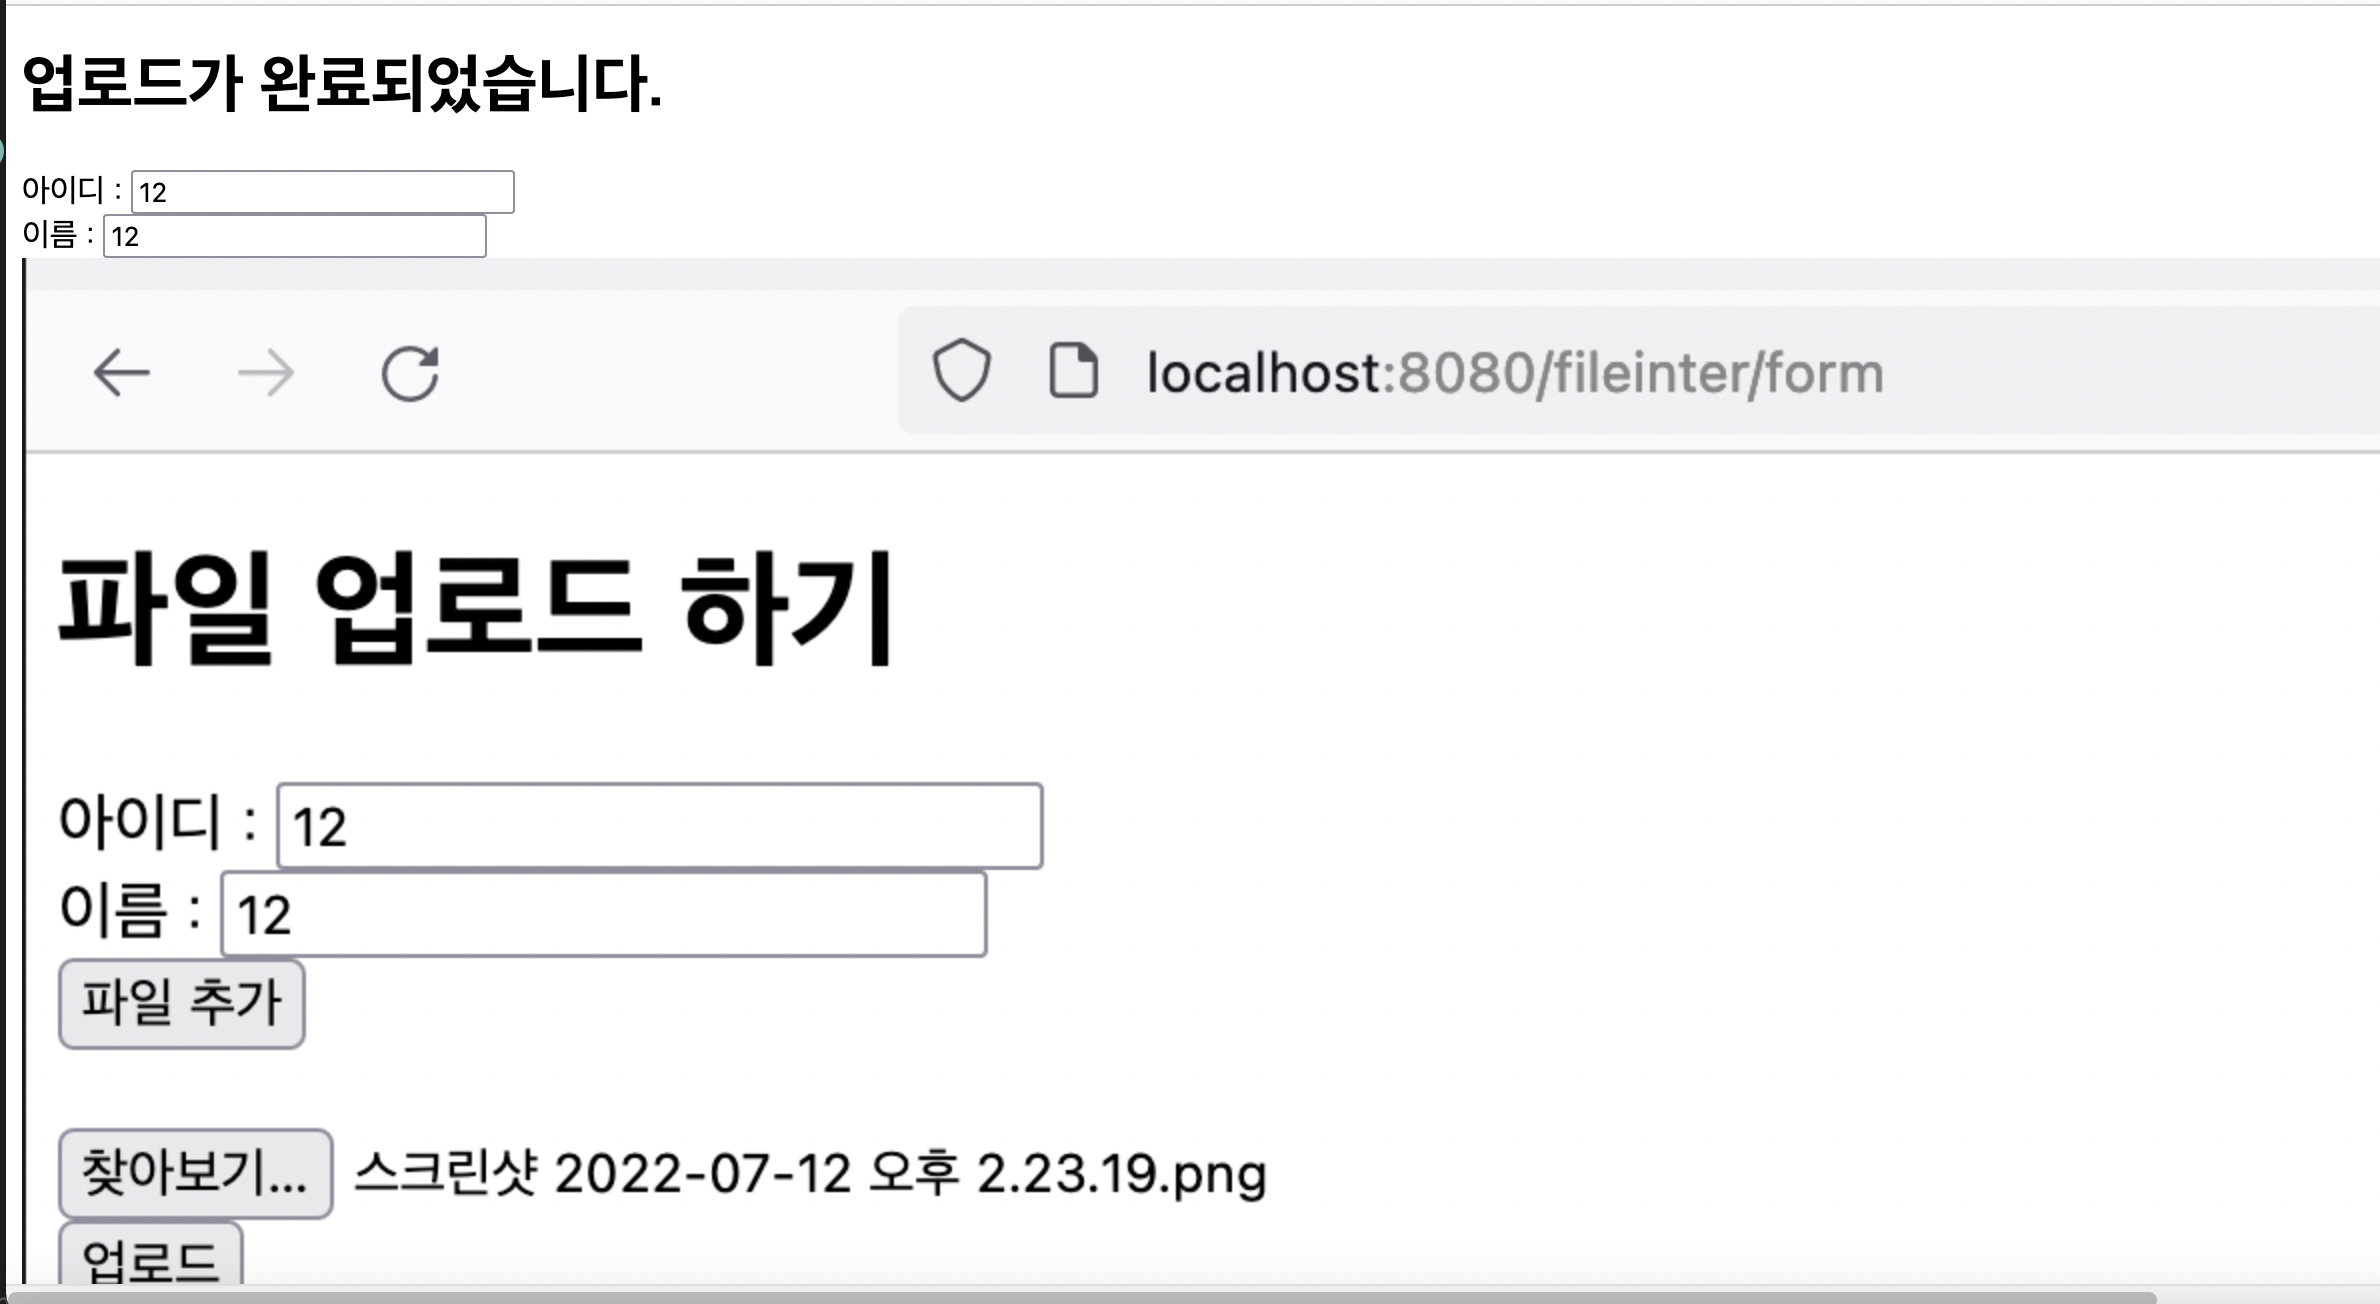 업로드가 완료되었습니다.
아이디 : 12
이름 : 12
localhost:8080/fileinter/form
파일 업로드 하기
아이디 : 12
이름 : 12
파일 추가
찾아보기... 스크린샷 2022-07-12 오후 2.23.19.png
업로드